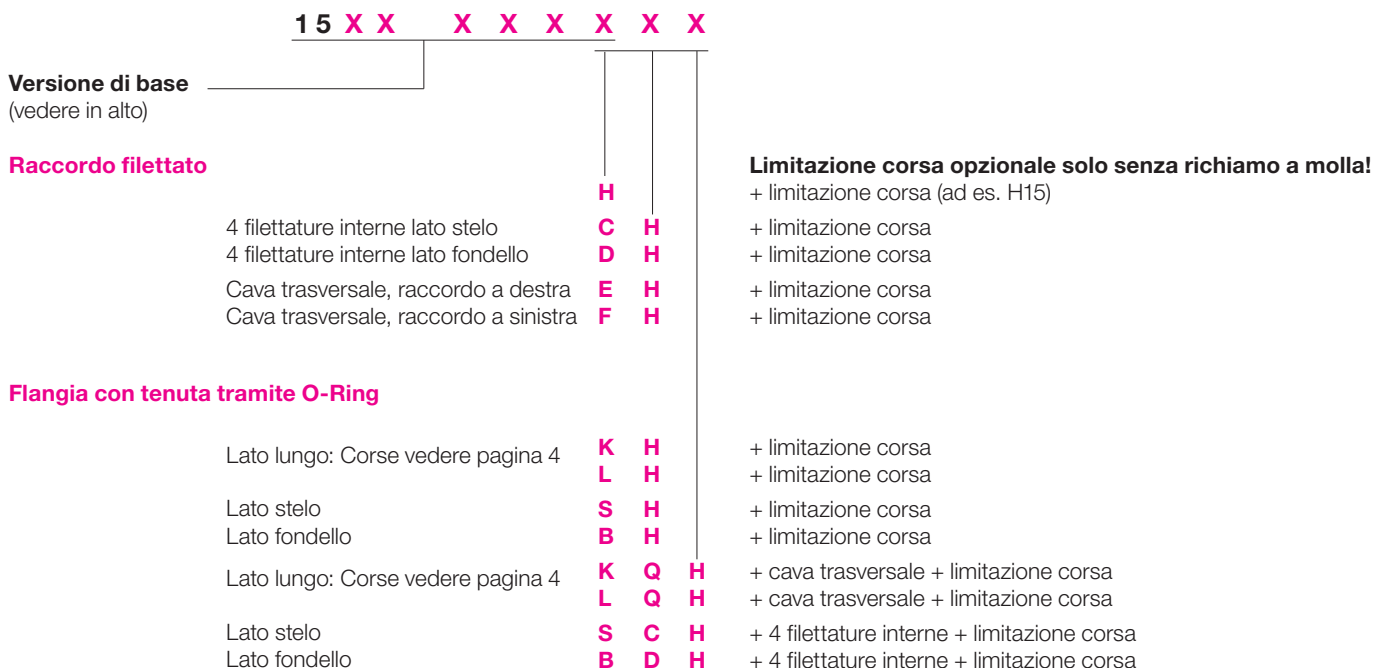 15 X X X X X X X X
Versione di base
(vedere in alto)
Raccordo filettato Limitazione corsa opzionale solo senza richiamo a molla!
H + limitazione corsa (ad es. H15)
4 filettature interne lato stelo C H + limitazione corsa
4 filettature interne lato fondello D H + limitazione corsa
Cava trasversale, raccordo a destra E H + limitazione corsa
Cava trasversale, raccordo a sinistra F H + limitazione corsa
Flangia con tenuta tramite O-Ring
Lato lungo: Corse vedere pagina 4 K H + limitazione corsa
L H + limitazione corsa
Lato stelo S H + limitazione corsa
Lato fondello B H + limitazione corsa
Lato lungo: Corse vedere pagina 4 K Q H + cava trasversale + limitazione corsa
L Q H + cava trasversale + limitazione corsa
Lato stelo S C H + 4 filettature interne + limitazione corsa
Lato fondello B D H + 4 filettature interne + limitazione corsa